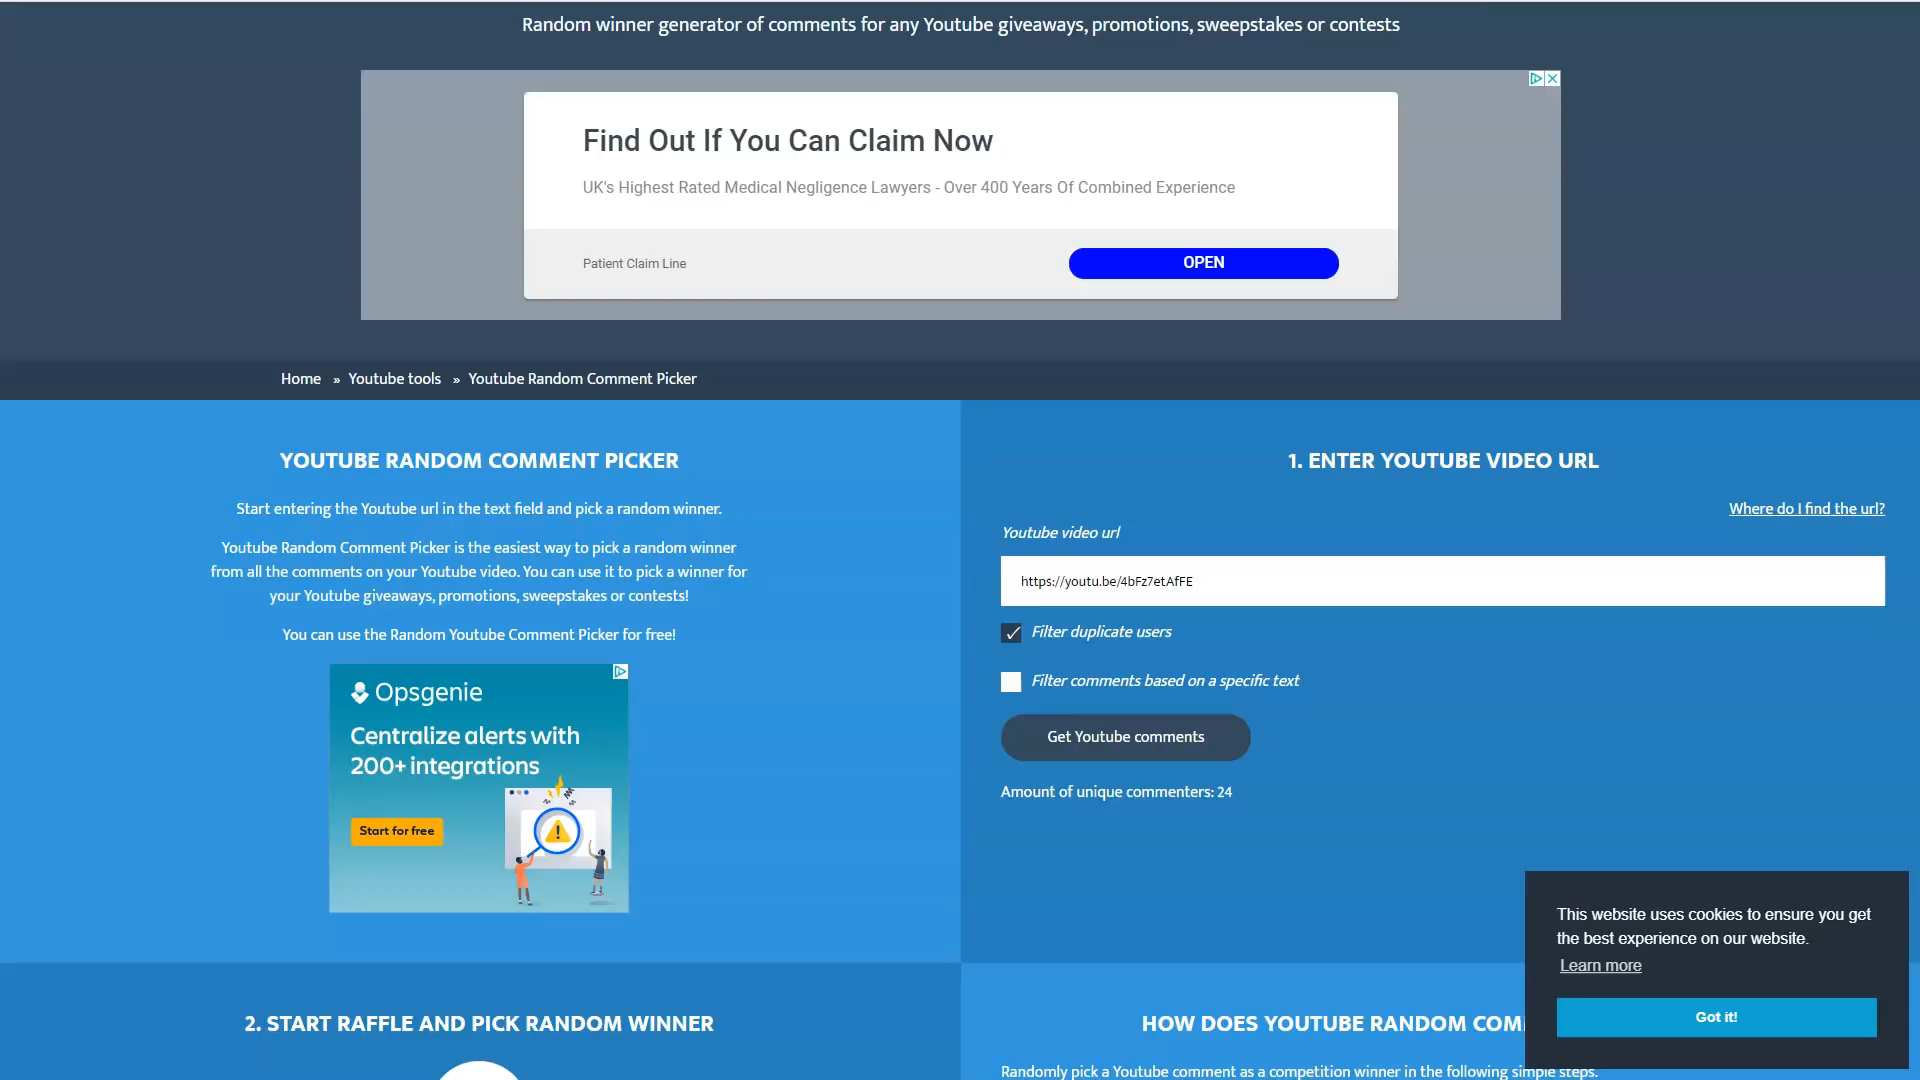 Random winner generator of comments for any Youtube giveaways, promotions, sweepstakes or contests
Find Out If You Can Claim Now
UK's Highest Rated Medical Negligence Lawyers - Over 400 Years Of Combined Experience
Patient Claim Line
OPEN
Home » Youtube tools » Youtube Random Comment Picker
YOUTUBE RANDOM COMMENT PICKER
Start entering the Youtube url in the text field and pick a random winner.
Youtube Random Comment Picker is the easiest way to pick a random winner
from all the comments on your Youtube video. You can use it to pick a winner for
your Youtube giveaways, promotions, sweepstakes or contests!
You can use the Random Youtube Comment Picker for free!
Opsgenie
Centralize alerts with
200+ integrations
Start for free
1. ENTER YOUTUBE VIDEO URL
Where do I find the url?
Youtube video url
https://youtu.be/4bFz7etAfFE
Filter duplicate users
Filter comments based on a specific text
Get Youtube comments
Amount of unique commenters: 24
2. START RAFFLE AND PICK RANDOM WINNER
HOW DOES YOUTUBE RANDOM COM
Randomly pick a Youtube comment as a competition winner in the following simple steps.
This website uses cookies to ensure you get
the best experience on our website.
Learn more
Got it!